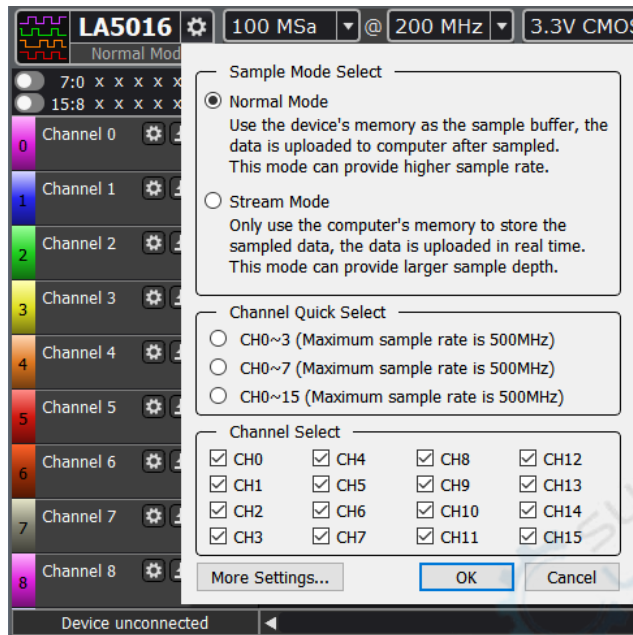 LA5016 100 MSa @ 200 MHz 3.3V CMOS
Normal Mod
7:0 x x x x x
15:8 x x x x x
Sample Mode Select
Normal Mode
Use the device's memory as the sample buffer, the
data is uploaded to computer after sampled.
This mode can provide higher sample rate.
Stream Mode
Only use the computer's memory to store the
sampled data, the data is uploaded in real time.
This mode can provide larger sample depth.
Channel Quick Select
CH0~3 (Maximum sample rate is 500MHz)
CH0~7 (Maximum sample rate is 500MHz)
CH0~15 (Maximum sample rate is 500MHz)
Channel Select
CH0 CH4 CH8 CH12
CH1 CH5 CH9 CH13
CH2 CH6 CH10 CH14
CH3 CH7 CH11 CH15
More Settings... OK Cancel
0 Channel 0
1 Channel 1
2 Channel 2
3 Channel 3
4 Channel 4
5 Channel 5
6 Channel 6
7 Channel 7
8 Channel 8
Device unconnected